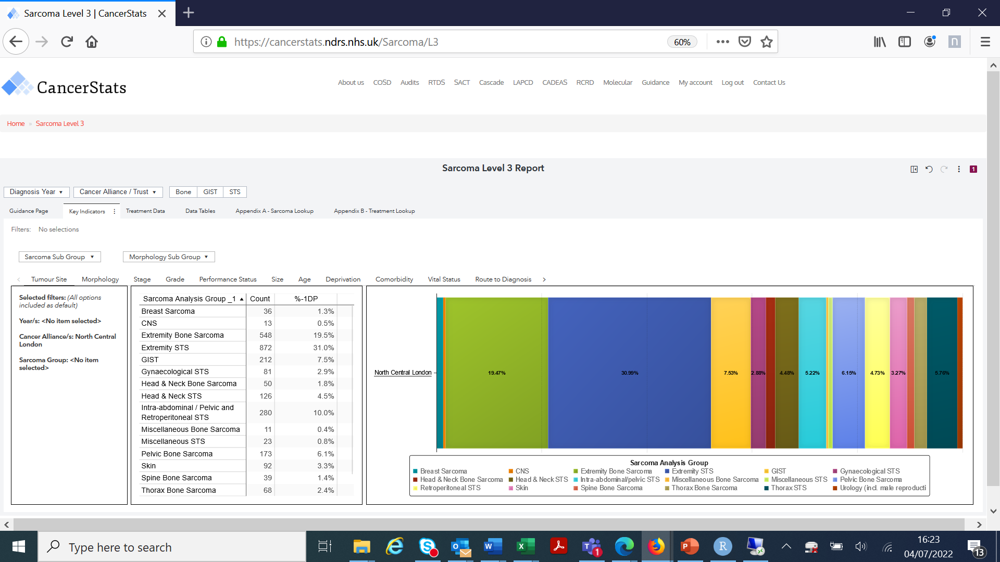 Sarcoma Level 3 | CancerStats
https://cancerstats.ndrs.nhs.uk/Sarcoma/L3
60%
n
CancerStats
About us COSD Audits RTDS SACT Cascade LAPCD CADEAS RCRD Molecular Guidance My account Log out Contact Us
Home » Sarcoma Level 3
Sarcoma Level 3 Report
1
Diagnosis Year
Cancer Alliance / Trust
Bone GIST STS
Guidance Page Key Indicators Treatment Data Data Tables Appendix A - Sarcoma Lookup Appendix B - Treatment Lookup
Filters: No selections
Sarcoma Sub Group
Morphology Sub Group
Tumour Site Morphology Stage Grade Performance Status Size Age Deprivation Comorbidity Vital Status Route to Diagnosis
Selected filters: (All options
included as default)
Year/s: <No item selected>
Cancer Alliance/s: North Central
London
Sarcoma Group: <No item
selected>
Sarcoma Analysis Group _1 Count %-1DP
Breast Sarcoma 36 1.3%
CNS 13 0.5%
Extremity Bone Sarcoma 548 19.5%
Extremity STS 872 31.0%
GIST 212 7.5%
Gynaecological STS 81 2.9%
Head & Neck Bone Sarcoma 50 1.8%
Head & Neck STS 126 4.5%
Intra-abdominal / Pelvic and
Retroperitoneal STS 280 10.0%
Miscellaneous Bone Sarcoma 11 0.4%
Miscellaneous STS 23 0.8%
Pelvic Bone Sarcoma 173 6.1%
Skin 92 3.3%
Spine Bone Sarcoma 39 1.4%
Thorax Bone Sarcoma 68 2.4%
North Central London 19.47% 30.99% 7.53% 2.88% 4.48% 5.22% 6.15% 4.73% 3.27% 5.76%
Sarcoma Analysis Group
Breast Sarcoma CNS Extremity Bone Sarcoma Extremity STS GIST Gynaecological STS
Head & Neck Bone Sarcoma Head & Neck STS Intra-abdominal/pelvic STS Miscellaneous Bone Sarcoma Miscellaneous STS Pelvic Bone Sarcoma
Retroperitoneal STS Skin Spine Bone Sarcoma Thorax Bone Sarcoma Thorax STS Urology (incl. male reproducti
Type here to search
16:23
04/07/2022
13